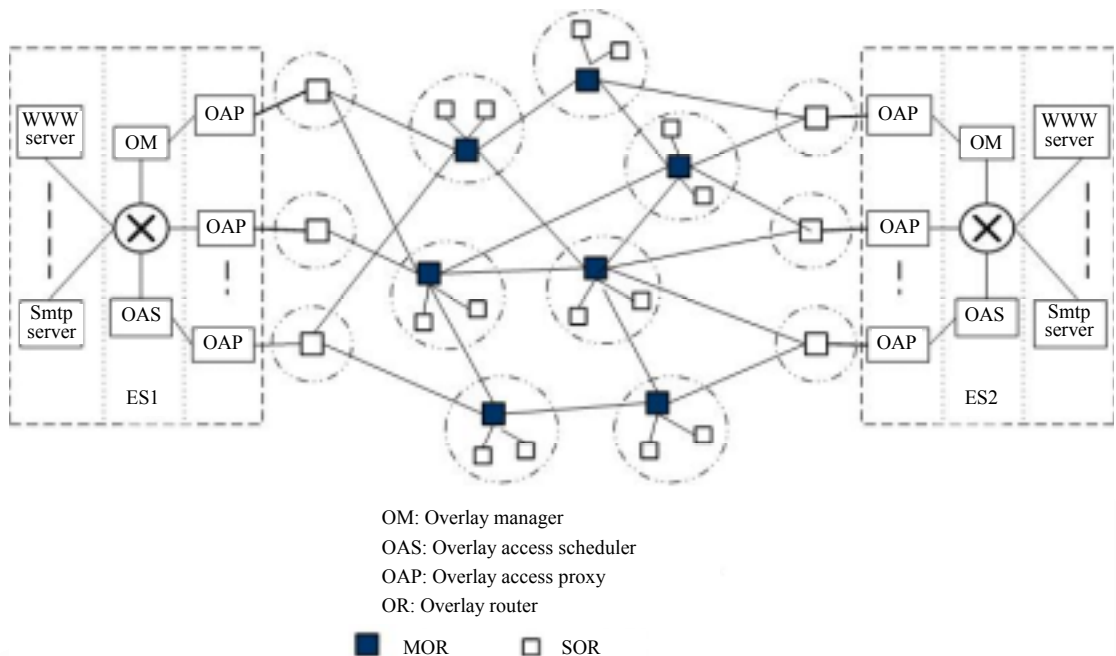 WWW
server
OM
OAP
OAP
OAS
Smtp
server
OAP
ES1
OAP
OM
WWW
server
OAP
OAS
Smtp
server
OAP
ES2
OM: Overlay manager
OAS: Overlay access scheduler
OAP: Overlay access proxy
OR: Overlay router
MOR
SOR